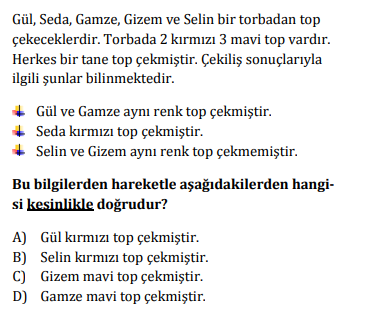 Gül, Seda, Gamze, Gizem ve Selin bir torbadan top
çekeceklerdir. Torbada 2 kırmızı 3 mavi top vardır.
Herkes bir tane top çekmiştir. Çekiliş sonuçlarıyla
ilgili şunlar bilinmektedir.
Gül ve Gamze aynı renk top çekmiştir.
Seda kırmızı top çekmiştir.
Selin ve Gizem aynı renk top çekmemiştir.
Bu bilgilerden hareketle aşağıdakilerden hangi-
si kesinlikle doğrudur?
A) Gül kırmızı top çekmiştir.
B) Selin kırmızı top çekmiştir.
C) Gizem mavi top çekmiştir.
D) Gamze mavi top çekmiştir.